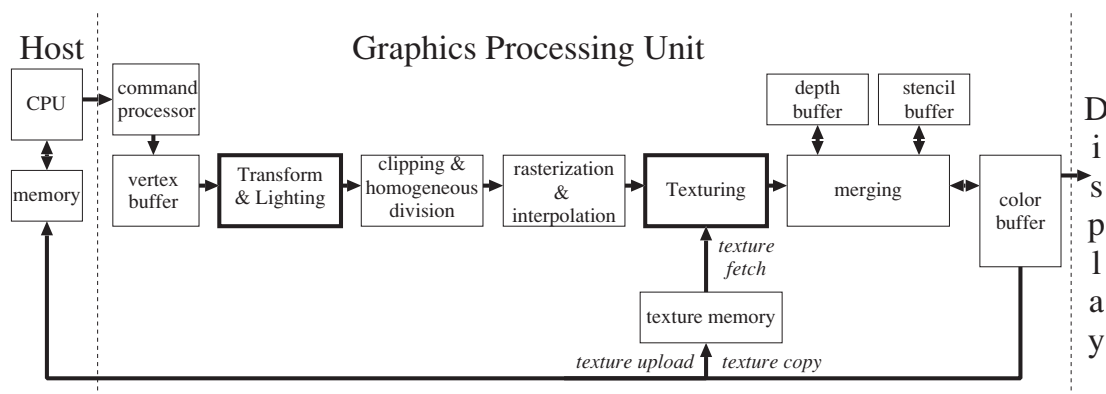 Host
Graphics Processing Unit
CPU
memory
command
processor
vertex
buffer
Transform
& Lighting
clipping &
homogeneous
division
rasterization
&
interpolation
Texturing
depth
buffer
stencil
buffer
merging
color
buffer
Display
texture
fetch
texture memory
texture upload
texture copy